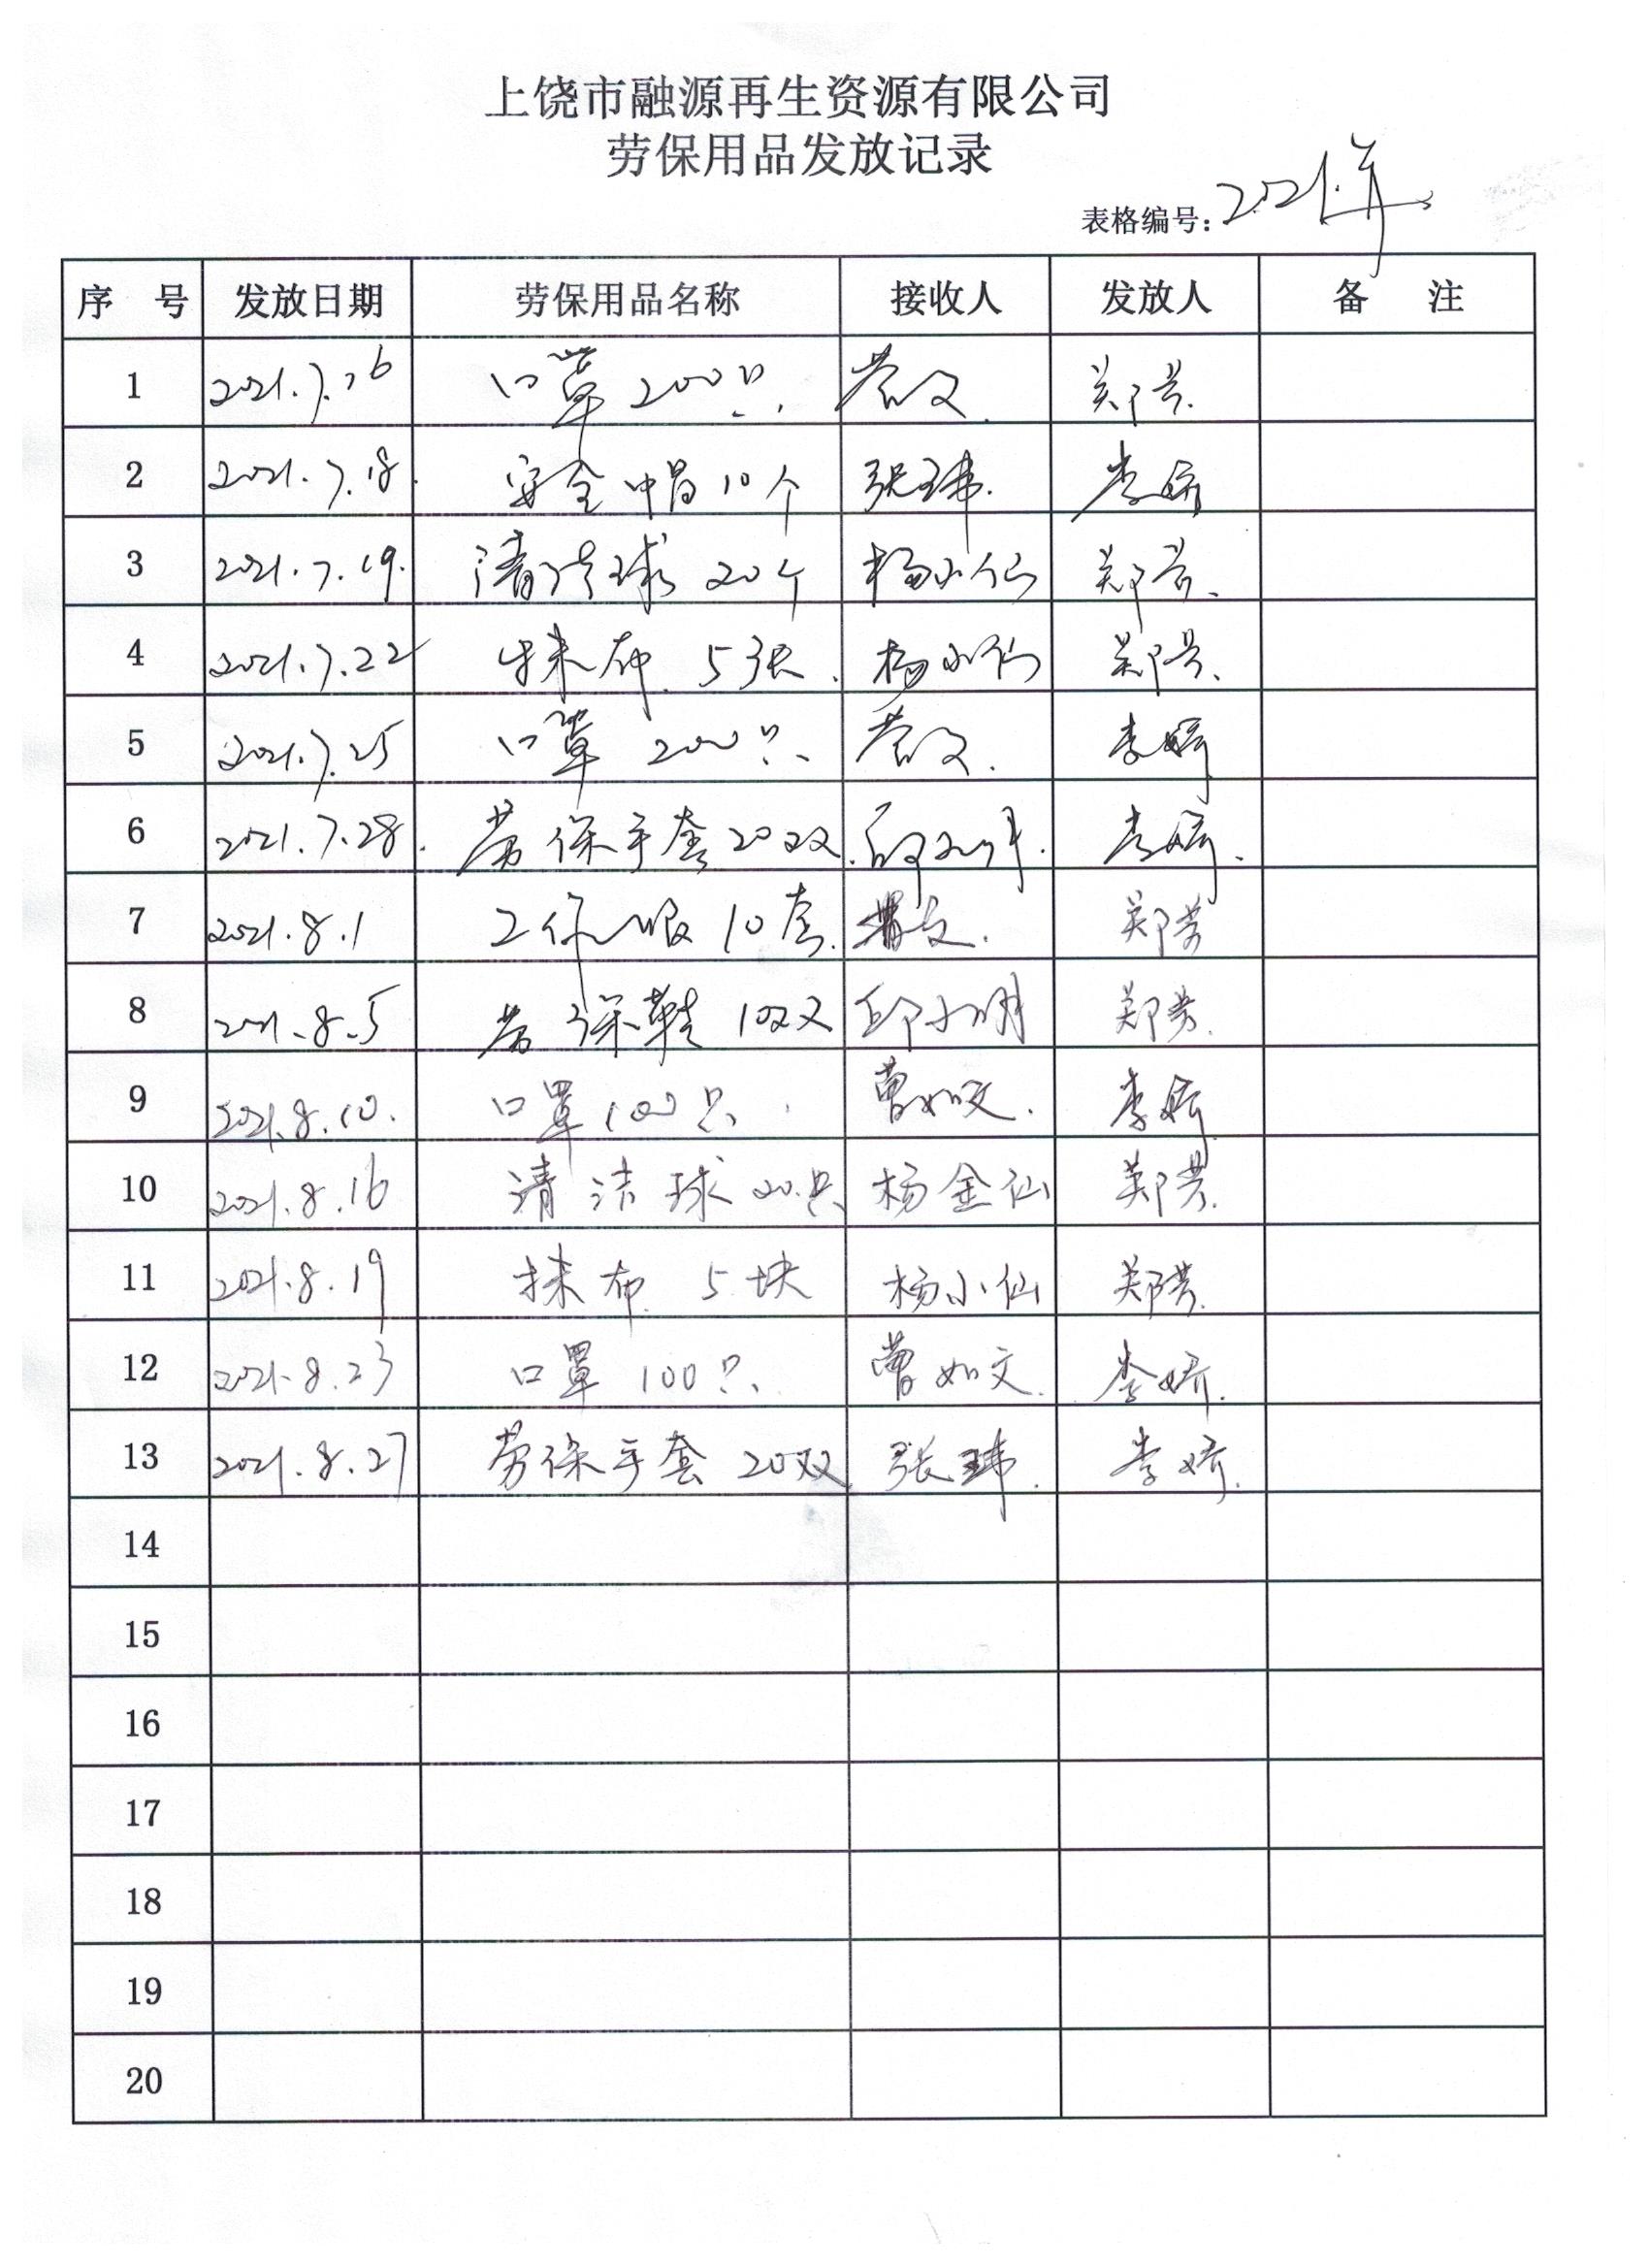 上饶市融源再生资源有限公司
劳保用品发放记录
表格编号：2021年
序 号 发放日期 劳保用品名称 接收人 发放人 备 注
1 2021.7.16 口罩 200只 郑芳
2 2021.7.18 安全帽10个 张玮 李娇
3 2021.7.19 清洁球 20个 杨小仙 郑芳
4 2021.7.22 抹布 5张 杨小仙 郑芳
5 2021.7.25 口罩 200只 李娇
6 2021.7.28 劳保手套20双 邱小明 李娇
7 2021.8.1 工作服 10套 郑芳
8 2021.8.5 劳保鞋 10双 邱小明 郑芳
9 2021.8.10 口罩 100只 曹如文 李娇
10 2021.8.16 清洁球 20只 杨金仙 郑芳
11 2021.8.19 抹布 5块 杨小仙 郑芳
12 2021.8.23 口罩 100只 曹如文 李娇
13 2021.8.27 劳保手套 20双 张玮 李娇
14
15
16
17
18
19
20